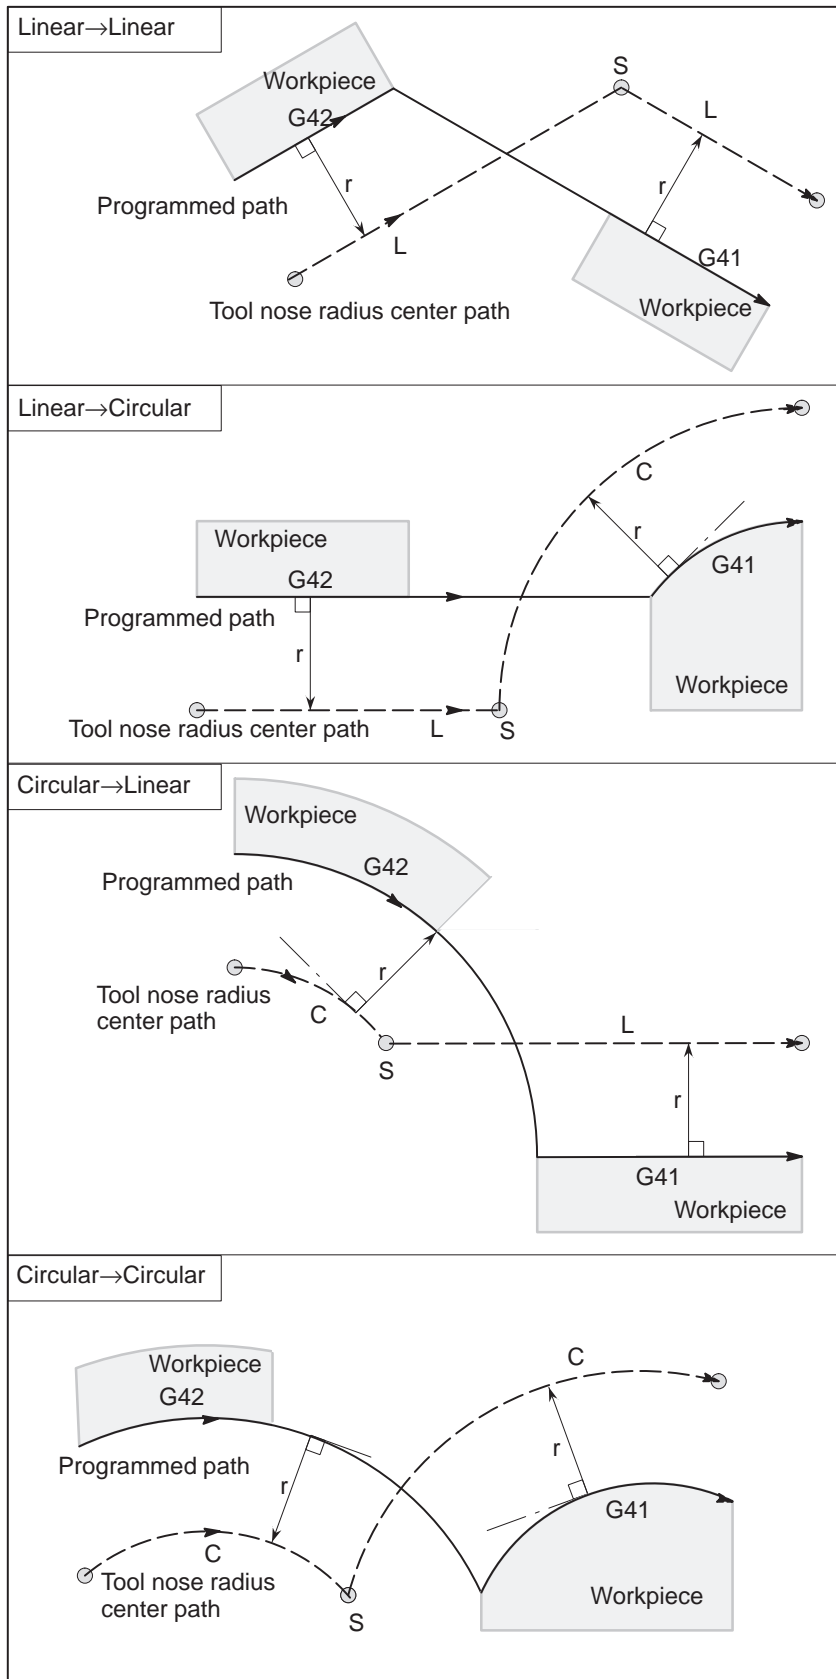 Linear→Linear
Workpiece
G42
S
L
r
r
Programmed path
L
G41
Workpiece
Tool nose radius center path
Linear→Circular
C
Workpiece
r
G41
G42
Programmed path
r
Workpiece
Tool nose radius center path
L
S
Circular→Linear
Workpiece
G42
Programmed path
r
Tool nose radius
center path
C
L
S
r
G41
Workpiece
Circular→Circular
Workpiece
C
G42
Programmed path
r
r
G41
C
Tool nose radius
center path
Workpiece
S